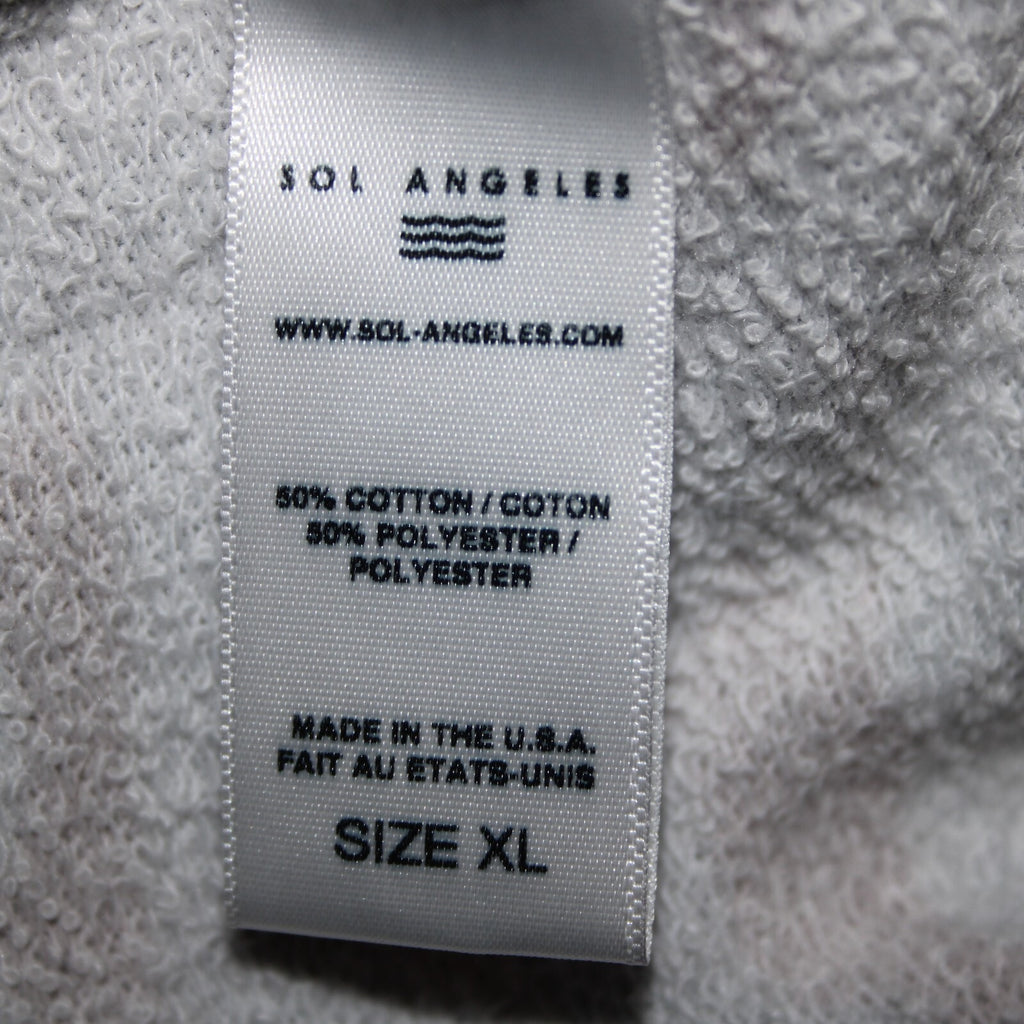 SOL ANGELES
WWW.SOL-ANGELES.COM
50% COTTON / COTON
50% POLYESTER /
POLYESTER
MADE IN THE U.S.A.
FAIT AU ETATS-UNIS
SIZE XL